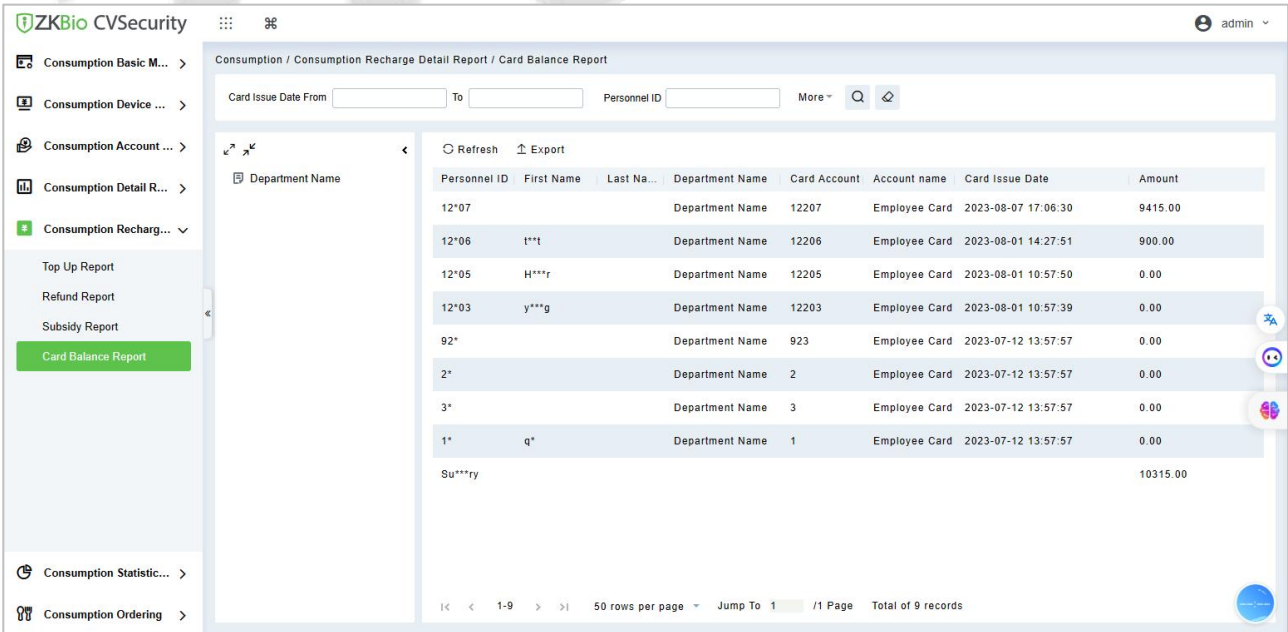 ZKBio CVSecurity
admin
Consumption Basic M...
Consumption Device ...
Consumption Account ...
Consumption Detail R...
Consumption Recharg...
Top Up Report
Refund Report
Subsidy Report
Card Balance Report
Consumption Statistic...
Consumption Ordering
Consumption / Consumption Recharge Detail Report / Card Balance Report
Card Issue Date From To Personnel ID More
Department Name
Refresh Export
Personnel ID First Name Last Na... Department Name Card Account Account name Card Issue Date Amount
12*07 Department Name 12207 Employee Card 2023-08-07 17:06:30 9415.00
12*06 t**t Department Name 12206 Employee Card 2023-08-01 14:27:51 900.00
12*05 H***r Department Name 12205 Employee Card 2023-08-01 10:57:50 0.00
12*03 y***g Department Name 12203 Employee Card 2023-08-01 10:57:39 0.00
92* Department Name 923 Employee Card 2023-07-12 13:57:57 0.00
2* Department Name 2 Employee Card 2023-07-12 13:57:57 0.00
3* Department Name 3 Employee Card 2023-07-12 13:57:57 0.00
1* q* Department Name 1 Employee Card 2023-07-12 13:57:57 0.00
Su***ry 10315.00
1-9 50 rows per page Jump To 1 /1 Page Total of 9 records